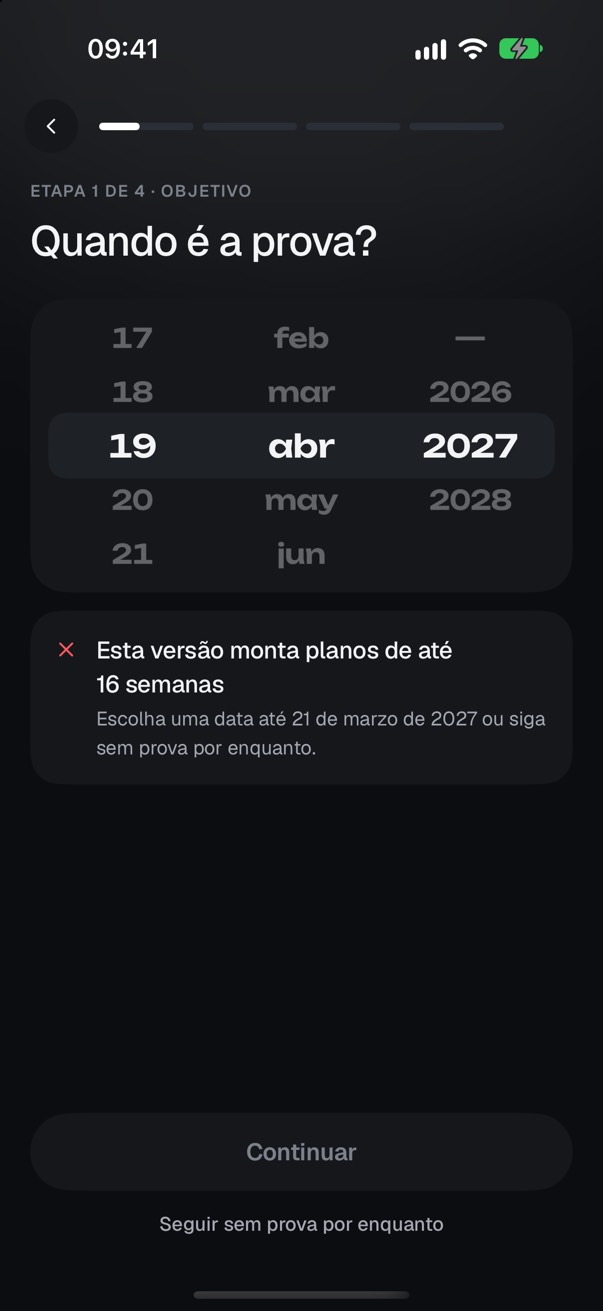 09:41
ETAPA 1 DE 4 · OBJETIVO
Quando é a prova?
17 feb —
18 mar 2026
19 abr 2027
20 may 2028
21 jun
Esta versão monta planos de até
16 semanas
Escolha uma data até 21 de marzo de 2027 ou siga
sem prova por enquanto.
Continuar
Seguir sem prova por enquanto